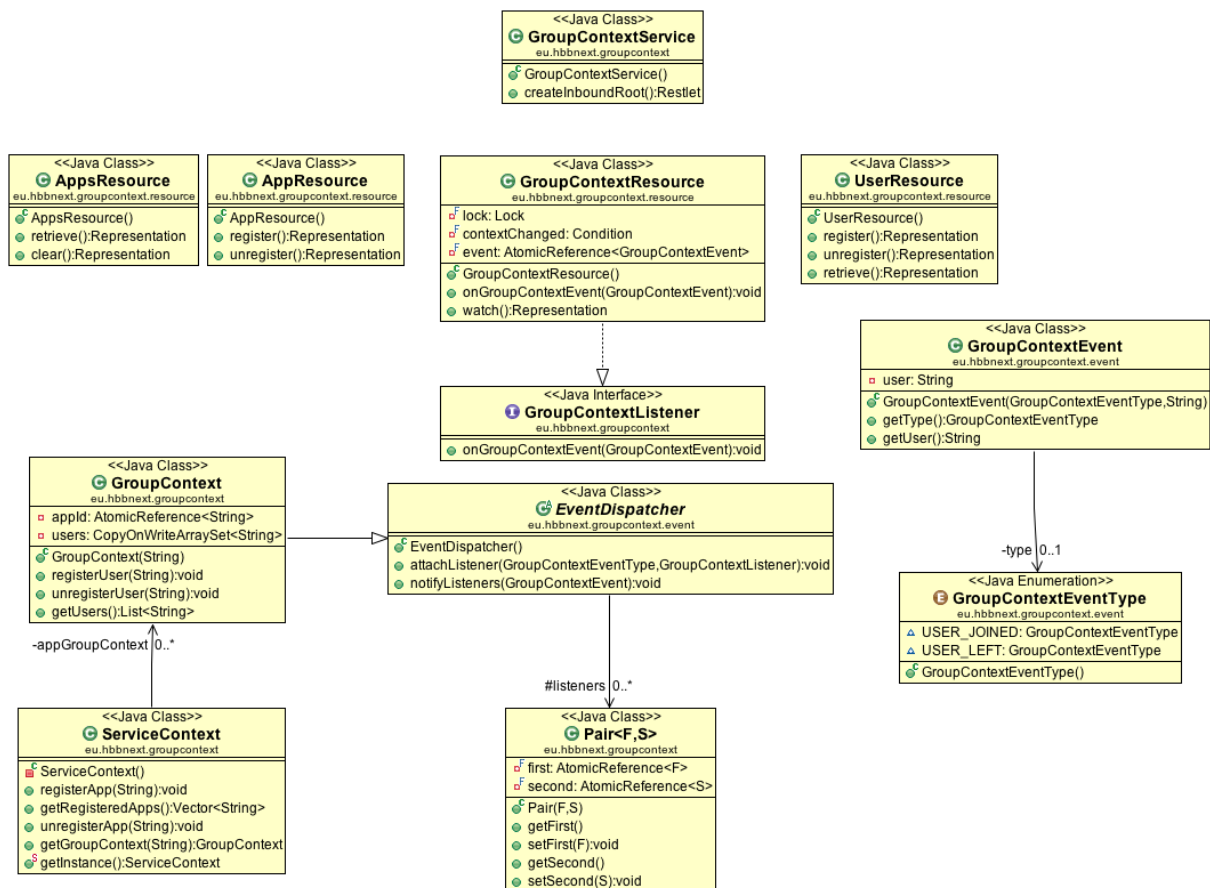 <<Java Class>>
GroupContextService
eu.hbbnext.groupcontext
GroupContextService()
createInboundRoot():Restlet
<<Java Class>>
AppsResource
eu.hbbnext.groupcontext.resource
AppsResource()
retrieve():Representation
clear():Representation
<<Java Class>>
AppResource
eu.hbbnext.groupcontext.resource
AppResource()
register():Representation
unregister():Representation
<<Java Class>>
GroupContextResource
eu.hbbnext.groupcontext.resource
lock: Lock
contextChanged: Condition
event: AtomicReference<GroupContextEvent>
GroupContextResource()
onGroupContextEvent(GroupContextEvent):void
watch():Representation
<<Java Class>>
UserResource
eu.hbbnext.groupcontext.resource
UserResource()
register():Representation
unregister():Representation
retrieve():Representation
<<Java Class>>
GroupContextEvent
eu.hbbnext.groupcontext.event
user: String
GroupContextEvent(GroupContextEventType,String)
getType():GroupContextEventType
getUser():String
<<Java Interface>>
GroupContextListener
eu.hbbnext.groupcontext
onGroupContextEvent(GroupContextEvent):void
<<Java Class>>
GroupContext
eu.hbbnext.groupcontext
appId: AtomicReference<String>
users: CopyOnWriteArraySet<String>
GroupContext(String)
registerUser(String):void
unregisterUser(String):void
getUsers():List<String>
<<Java Class>>
EventDispatcher
eu.hbbnext.groupcontext.event
EventDispatcher()
attachListener(GroupContextEventType,GroupContextListener):void
notifyListeners(GroupContextEvent):void
-type 0..1
<<Java Enumeration>>
GroupContextEventType
eu.hbbnext.groupcontext.event
USER_JOINED: GroupContextEventType
USER_LEFT: GroupContextEventType
GroupContextEventType()
-appGroupContext 0..*
#listeners 0..*
<<Java Class>>
ServiceContext
eu.hbbnext.groupcontext
ServiceContext()
registerApp(String):void
getRegisteredApps():Vector<String>
unregisterApp(String):void
getGroupContext(String):GroupContext
getInstance():ServiceContext
<<Java Class>>
Pair<F,S>
eu.hbbnext.groupcontext
first: AtomicReference<F>
second: AtomicReference<S>
Pair(F,S)
getFirst()
setFirst(F):void
getSecond()
setSecond(S):void